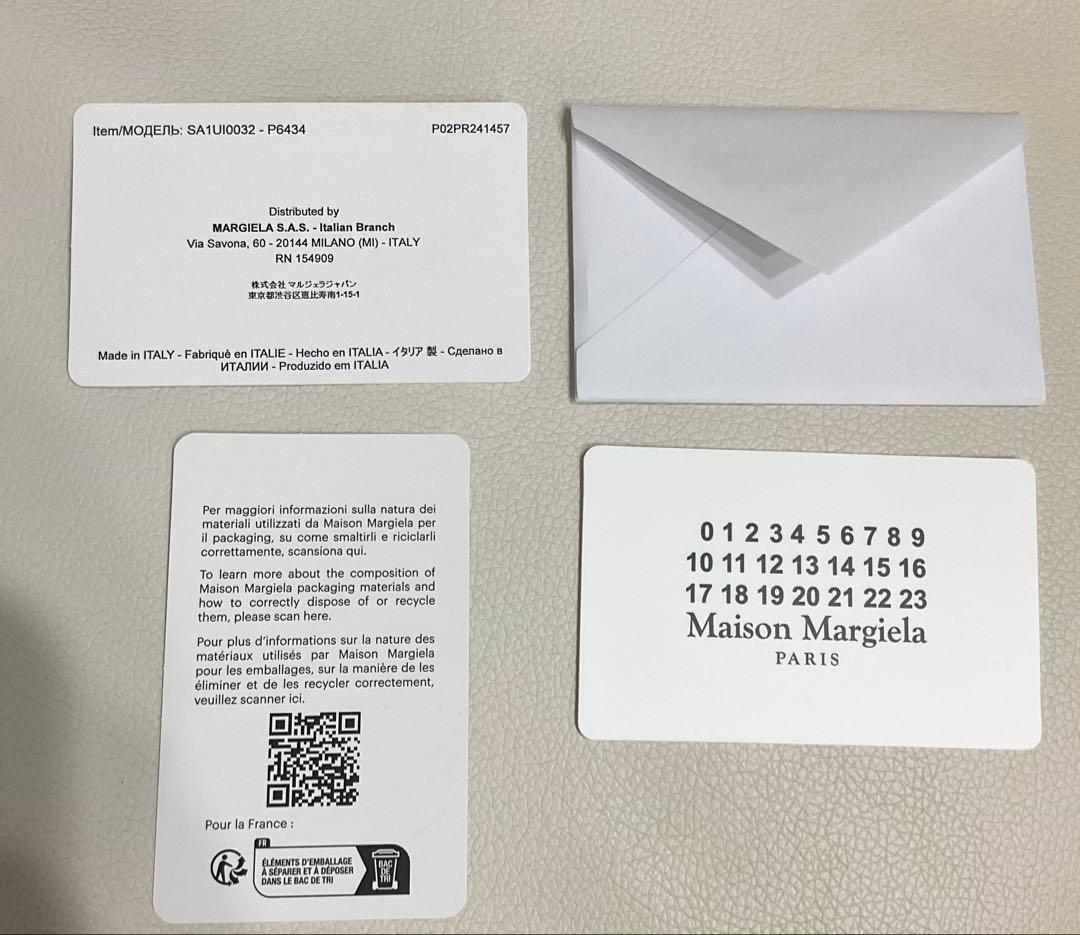 Item/МОДЕЛЬ: SA1UI0032 - P6434
P02PR241457
Distributed by
MARGIELA S.A.S. - Italian Branch
Via Savona, 60 - 20144 MILANO (MI) - ITALY
RN 154909
株式会社 マルジェラジャパン
東京都渋谷区恵比寿南1-15-1
Made in ITALY - Fabriquè en ITALIE - Hecho en ITALIA - イタリア 製 - Сделано в
ИТАЛИИ - Produzido em ITALIA
Per maggiori informazioni sulla natura dei
materiali utilizzati da Maison Margiela per
il packaging, su come smaltirli e riciclarli
correttamente, scansiona qui.
To learn more about the composition of
Maison Margiela packaging materials and
how to correctly dispose of or recycle
them, please scan here.
Pour plus d'informations sur la nature des
matériaux utilisés par Maison Margiela
pour les emballages, sur la manière de les
éliminer et de les recycler correctement,
veuillez scanner ici.
Pour la France :
FR
ÉLÉMENTS D'EMBALLAGE
À SÉPARER ET À DÉPOSER
DANS LE BAC DE TRI
BAC
DE
TRI
0 1 2 3 4 5 6 7 8 9
10 11 12 13 14 15 16
17 18 19 20 21 22 23
Maison Margiela
PARIS